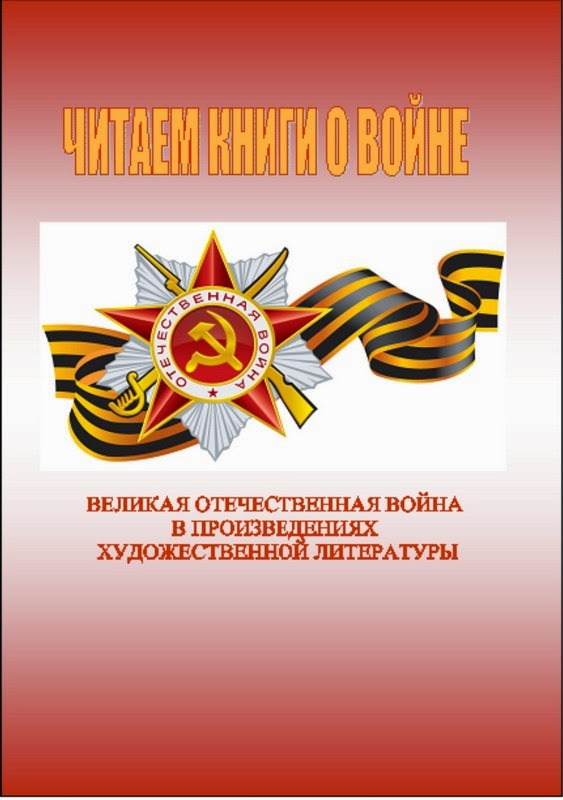 ЧИТАЕМ КНИГИ О ВОЙНЕ
ОТЕЧЕСТВЕННАЯ ВОЙНА
ВЕЛИКАЯ ОТЕЧЕСТВЕННАЯ ВОЙНА
В ПРОИЗВЕДЕНИЯХ
ХУДОЖЕСТВЕННОЙ ЛИТЕРАТУРЫ